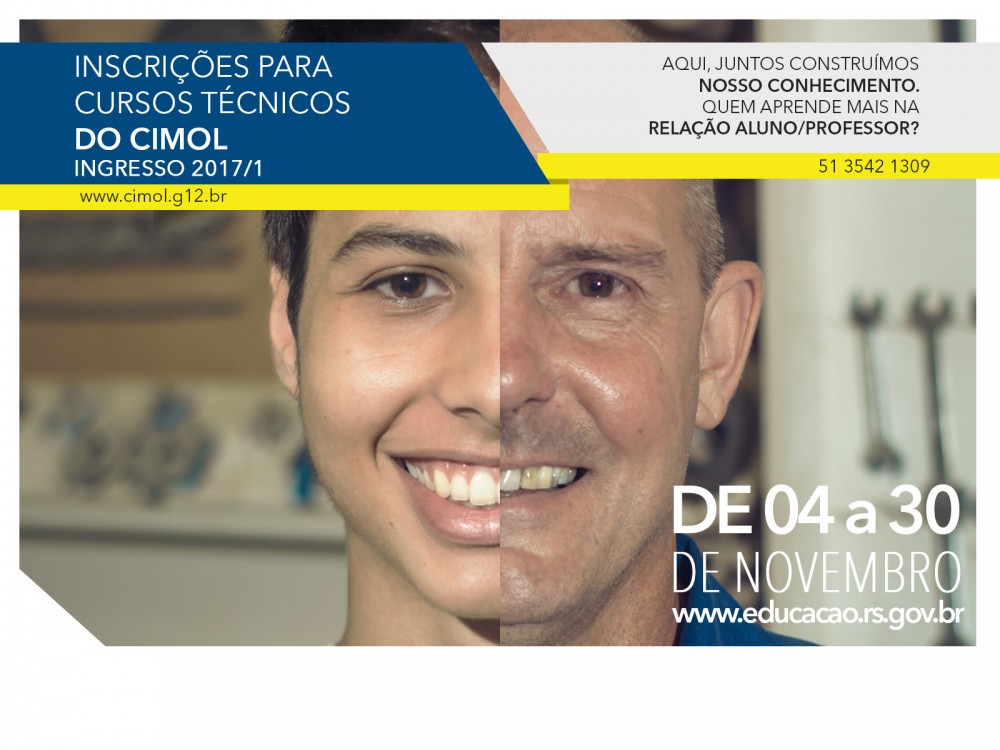 INSCRIÇÕES PARA
CURSOS TÉCNICOS
DO CIMOL
INGRESSO 2017/1
www.cimol.g12.br
AQUI, JUNTOS CONSTRUÍMOS
NOSSO CONHECIMENTO.
QUEM APRENDE MAIS NA
RELAÇÃO ALUNO/PROFESSOR?
51 3542 1309
DE 04 a 30
DE NOVEMBRO
www.educacao.rs.gov.br